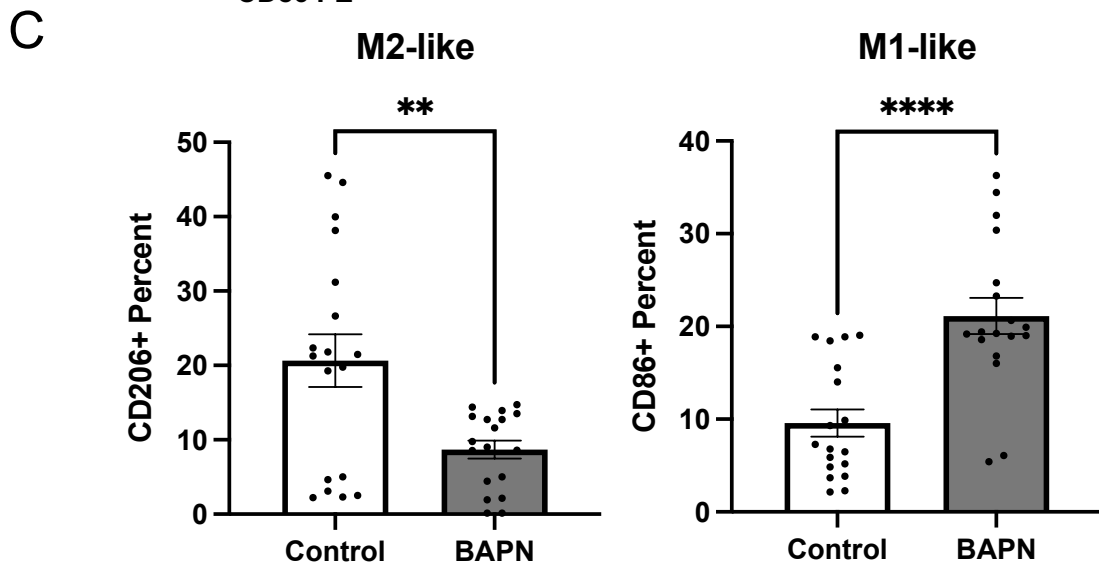 C
M2-like
**
50
40
30
20
10
0
CD206+ Percent
Control
BAPN
M1-like
****
40
30
20
10
0
CD86+ Percent
Control
BAPN